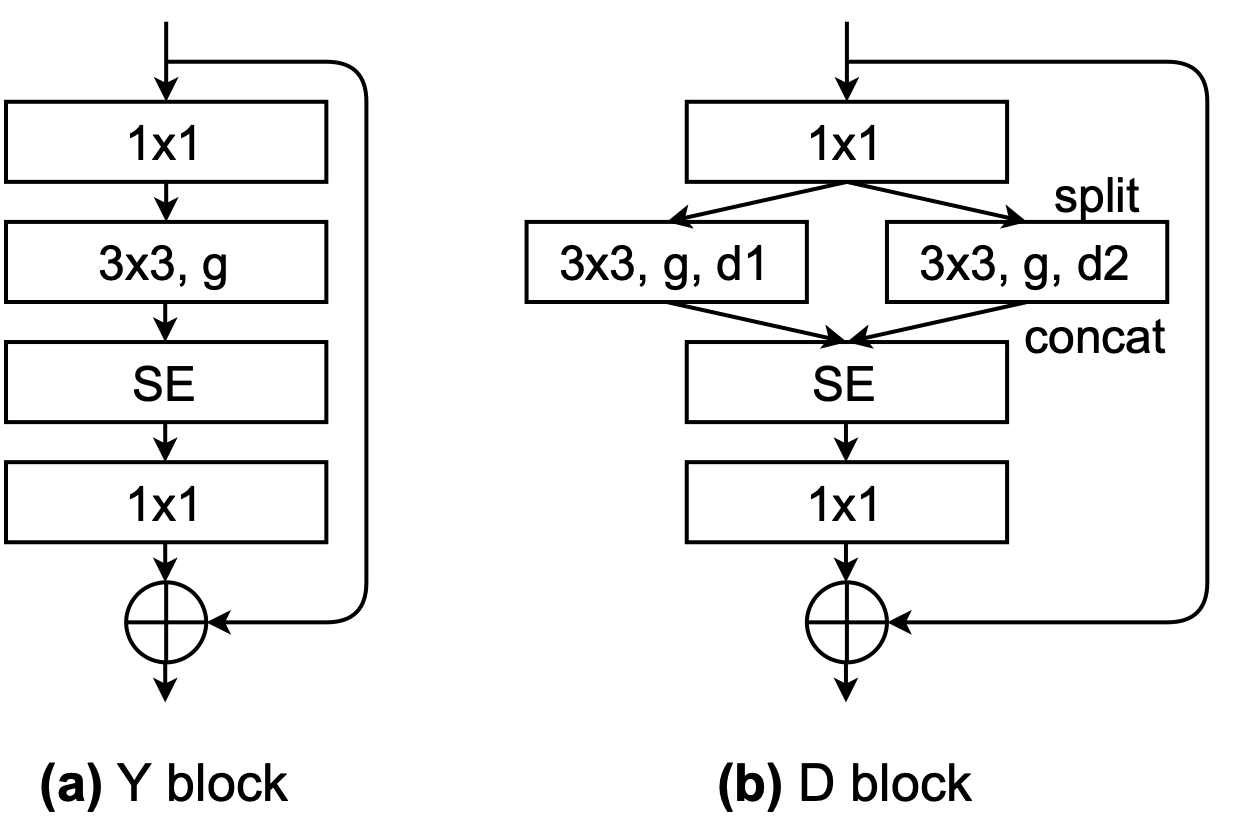 1x1
3x3, g
SE
1x1
(a) Y block
1x1
split
3x3, g, d1
3x3, g, d2
concat
SE
1x1
(b) D block